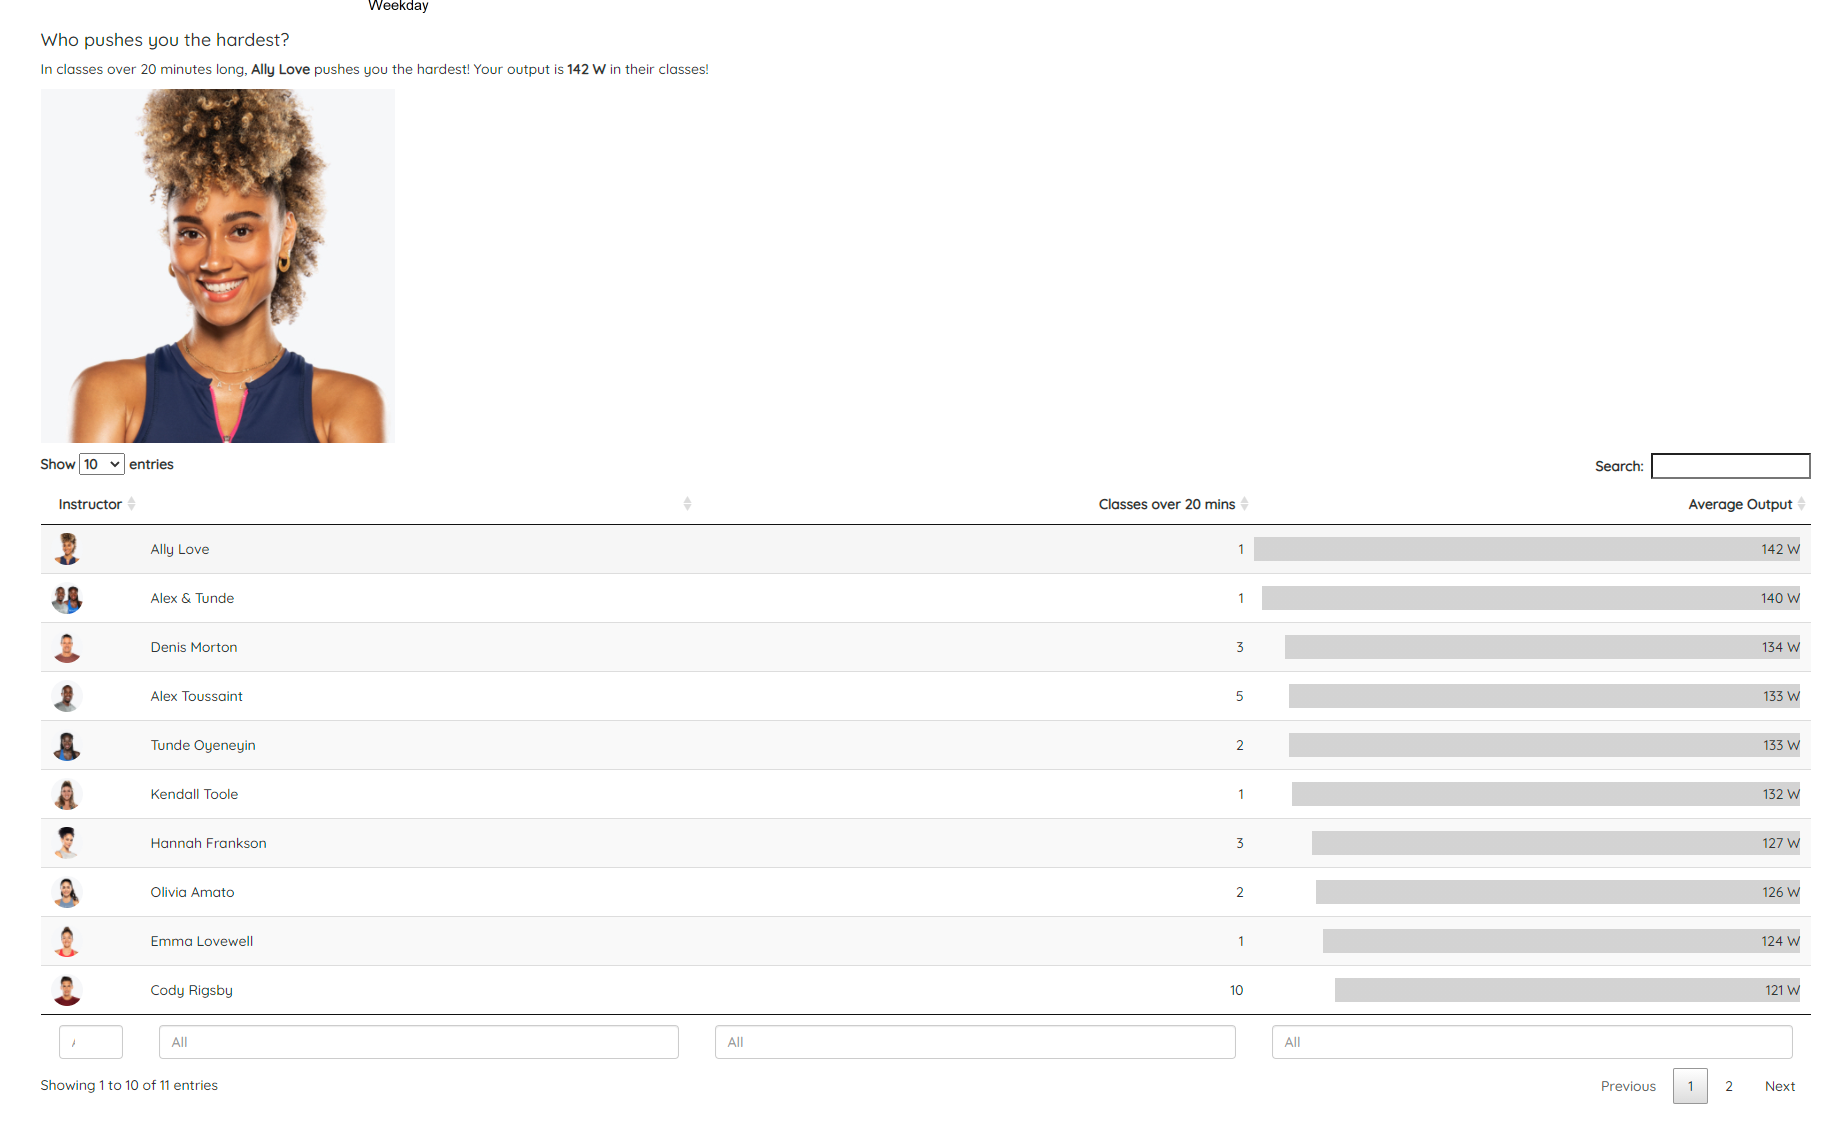 Weekday
Who pushes you the hardest?
In classes over 20 minutes long, Ally Love pushes you the hardest! Your output is 142 W in their classes!
Show 10 entries Search:
Instructor Classes over 20 mins Average Output
Ally Love 1 142 W
Alex & Tunde 1 140 W
Denis Morton 3 134 W
Alex Toussaint 5 133 W
Tunde Oyeneyin 2 133 W
Kendall Toole 1 132 W
Hannah Frankson 3 127 W
Olivia Amato 2 126 W
Emma Lovewell 1 124 W
Cody Rigsby 10 121 W
All All All
Showing 1 to 10 of 11 entries Previous 1 2 Next